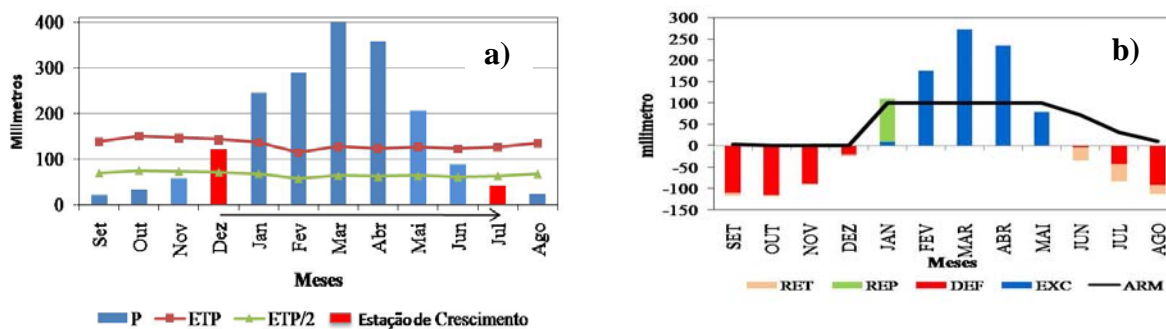 a)
Milímetros
400
300
200
100
0
Set Out Nov Dez Jan Fev Mar Abr Mai Jun Jul Ago
Meses
P ETP ETP/2 Estação de Crescimento
b)
milímetro
300
250
200
150
100
50
0
-50
-100
-150
SET OUT NOV DEZ JAN FEV MAR ABR MAI JUN JUL AGO
Meses
RET REP DEF EXC ARM